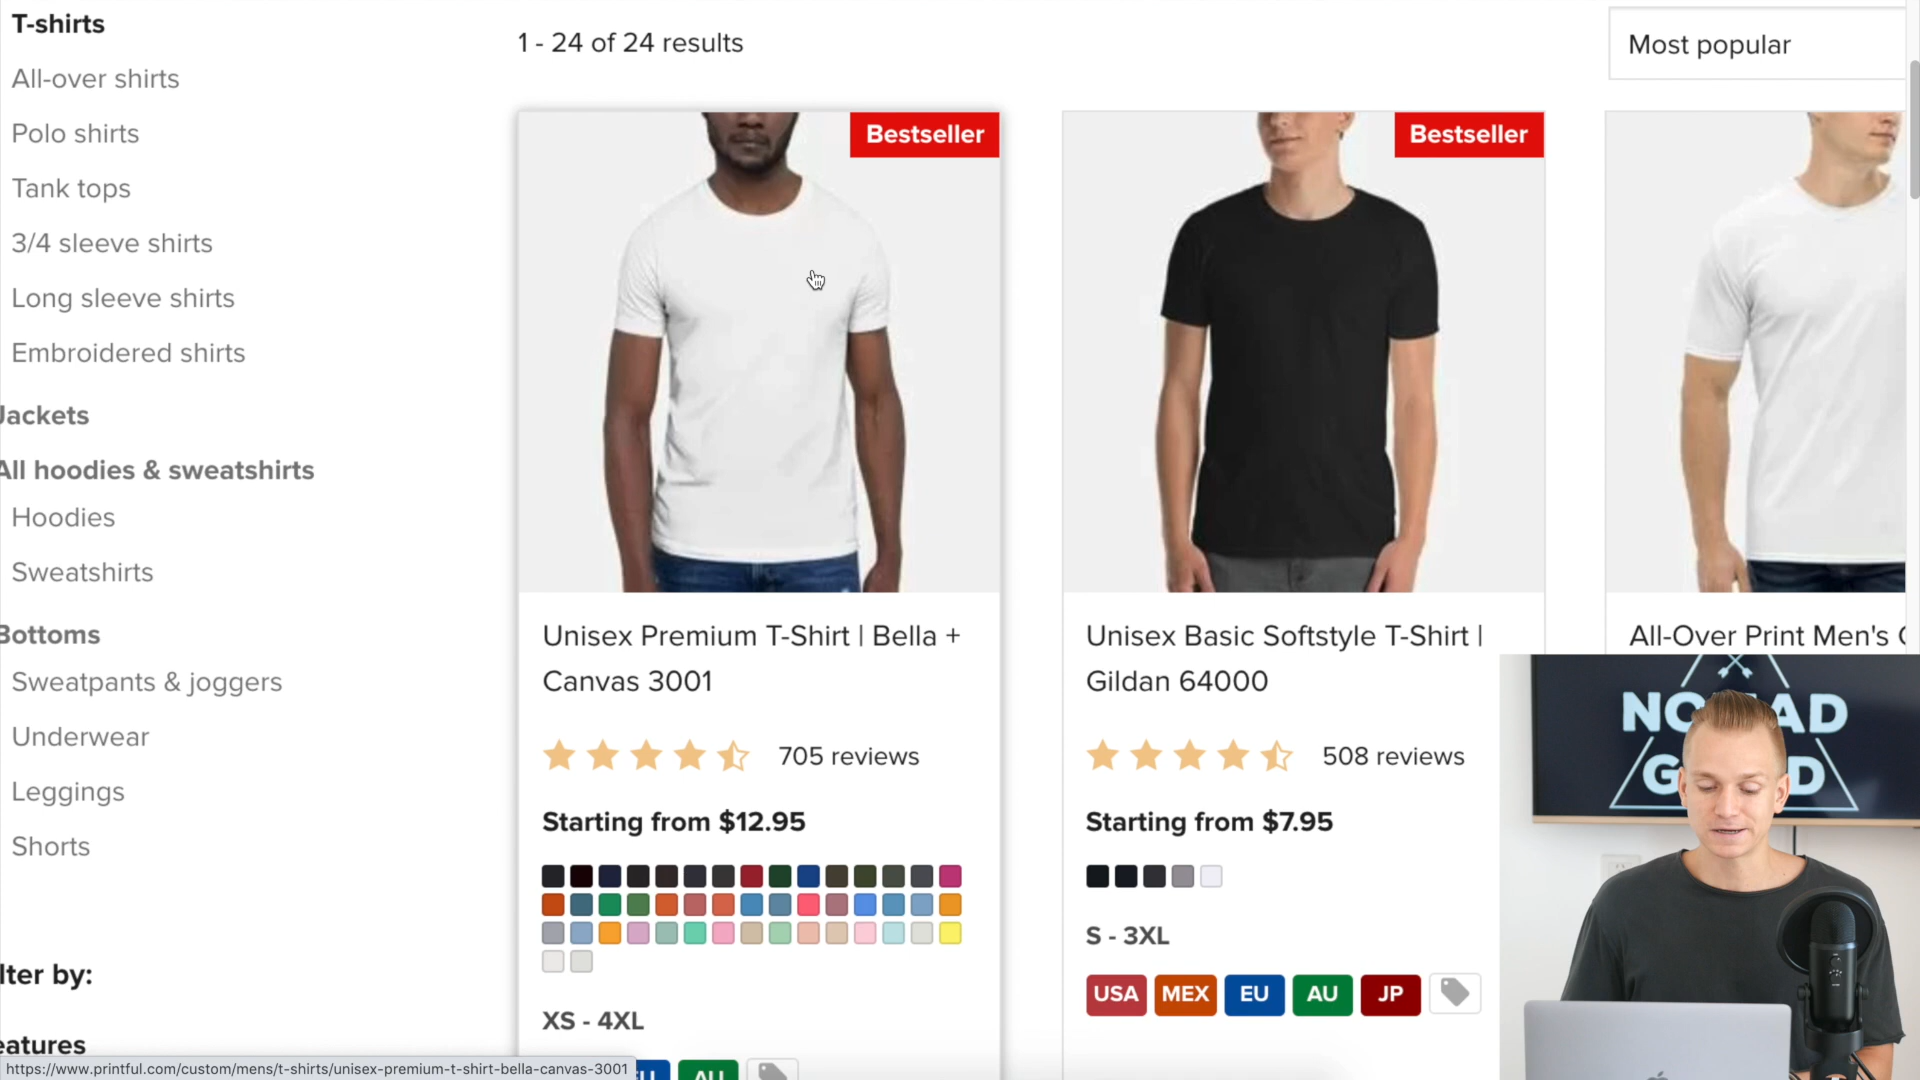 T-shirts
All-over shirts
Polo shirts
Tank tops
3/4 sleeve shirts
Long sleeve shirts
Embroidered shirts
Jackets
All hoodies & sweatshirts
Hoodies
Sweatshirts
Bottoms
Sweatpants & joggers
Underwear
Leggings
Shorts
lter by:
eatures
1 - 24 of 24 results
Most popular
Bestseller
Unisex Premium T-Shirt | Bella +
Canvas 3001
705 reviews
Starting from $12.95
XS - 4XL
EU AU
Bestseller
Unisex Basic Softstyle T-Shirt |
Gildan 64000
508 reviews
Starting from $7.95
S - 3XL
USA MEX EU AU JP
All-Over Print Men's
https://www.printful.com/custom/mens/t-shirts/unisex-premium-t-shirt-bella-canvas-3001